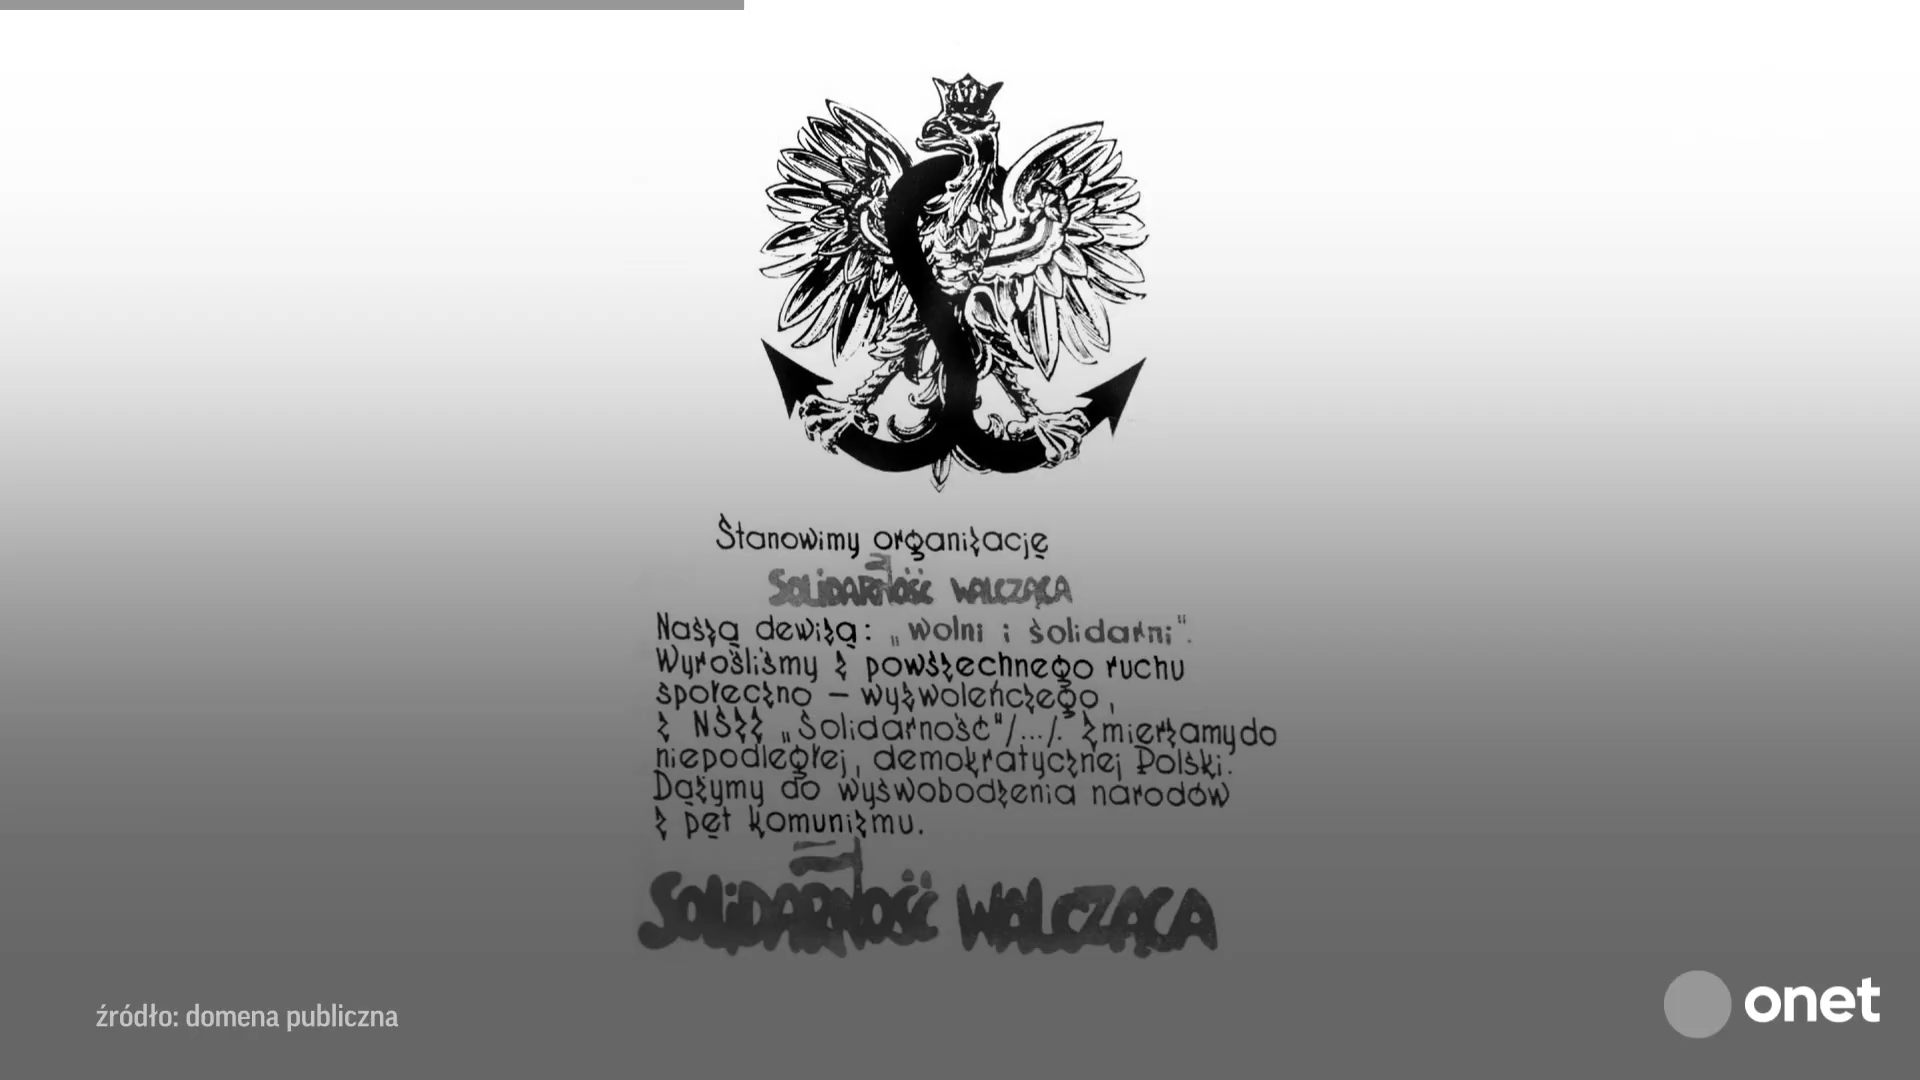 Stanowimy organizację
SOLIDARNOŚĆ WALCZĄCA
Naszą dewizą: „wolni i solidarni".
Wyrośliśmy z powszechnego ruchu
społeczno – wyzwoleńczego,
z NSZZ „Solidarność"/.../. Zmierzamy do
niepodległej, demokratycznej Polski.
Dążymy do wyswobodzenia narodów
z pęt komunizmu.
SOLIDARNOŚĆ WALCZĄCA
źródło: domena publiczna
onet